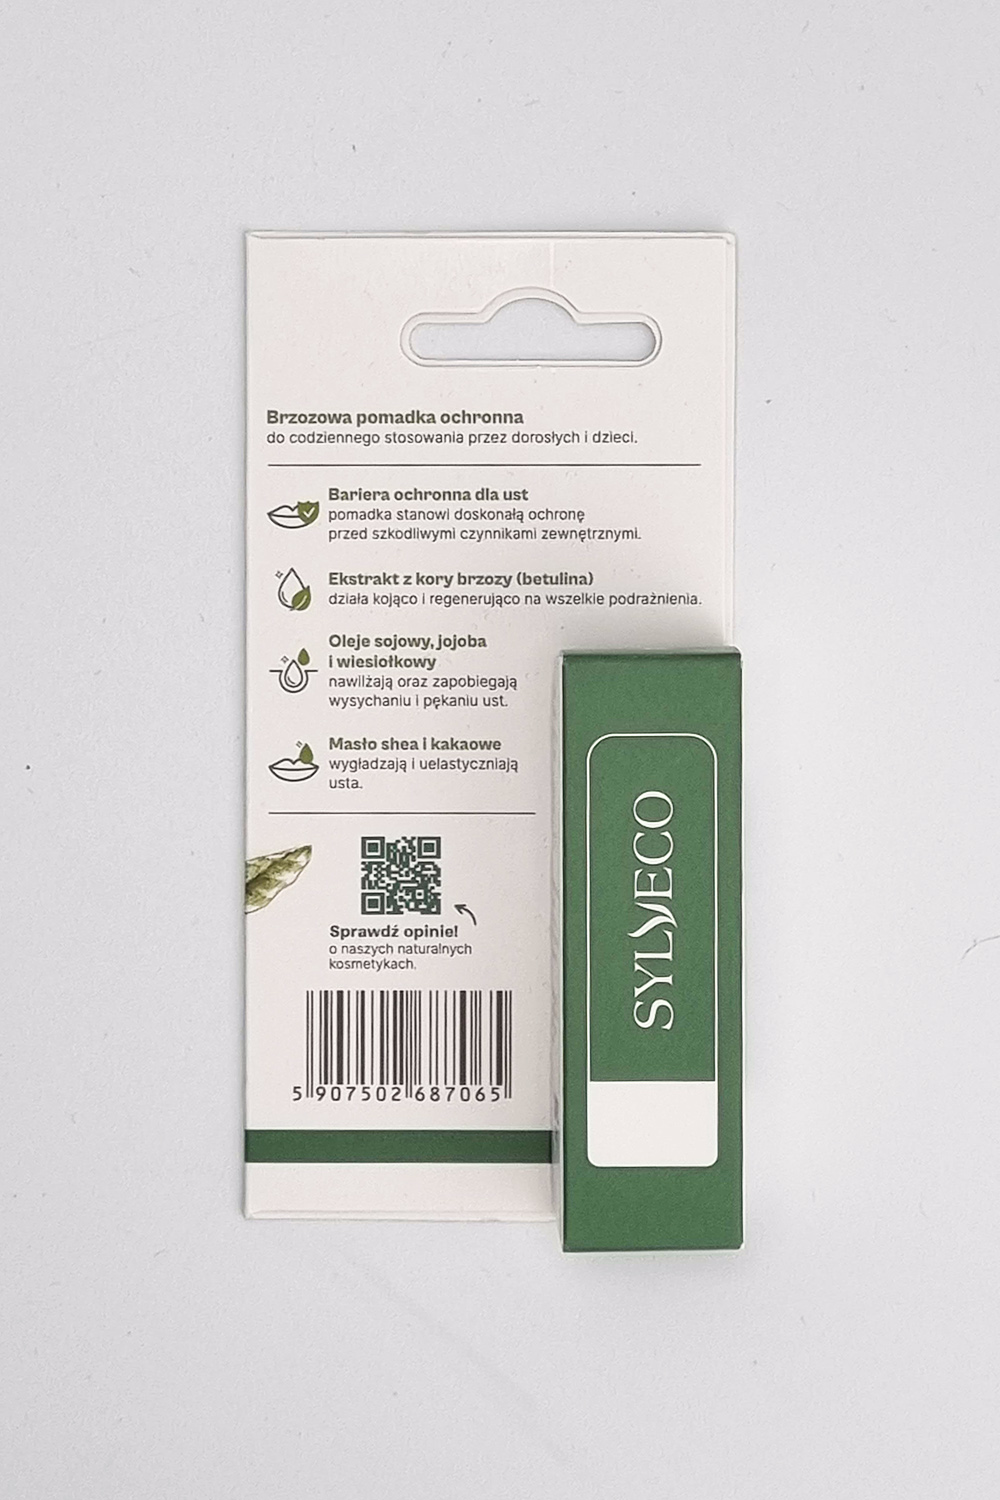 Brzozowa pomadka ochronna
do codziennego stosowania przez dorosłych i dzieci.
Bariera ochronna dla ust
pomadka stanowi doskonałą ochronę
przed szkodliwymi czynnikami zewnętrznymi.
Ekstrakt z kory brzozy (betulina)
działa kojąco i regenerująco na wszelkie podrażnienia.
Oleje sojowy, jojoba
i wiesiołkowy
nawilżają oraz zapobiegają
wysychaniu i pękaniu ust.
Masło shea i kakaowe
wygładzają i uelastyczniają
usta.
Sprawdź opinie!
o naszych naturalnych
kosmetykach.
5 907502 687065
SYLVECO